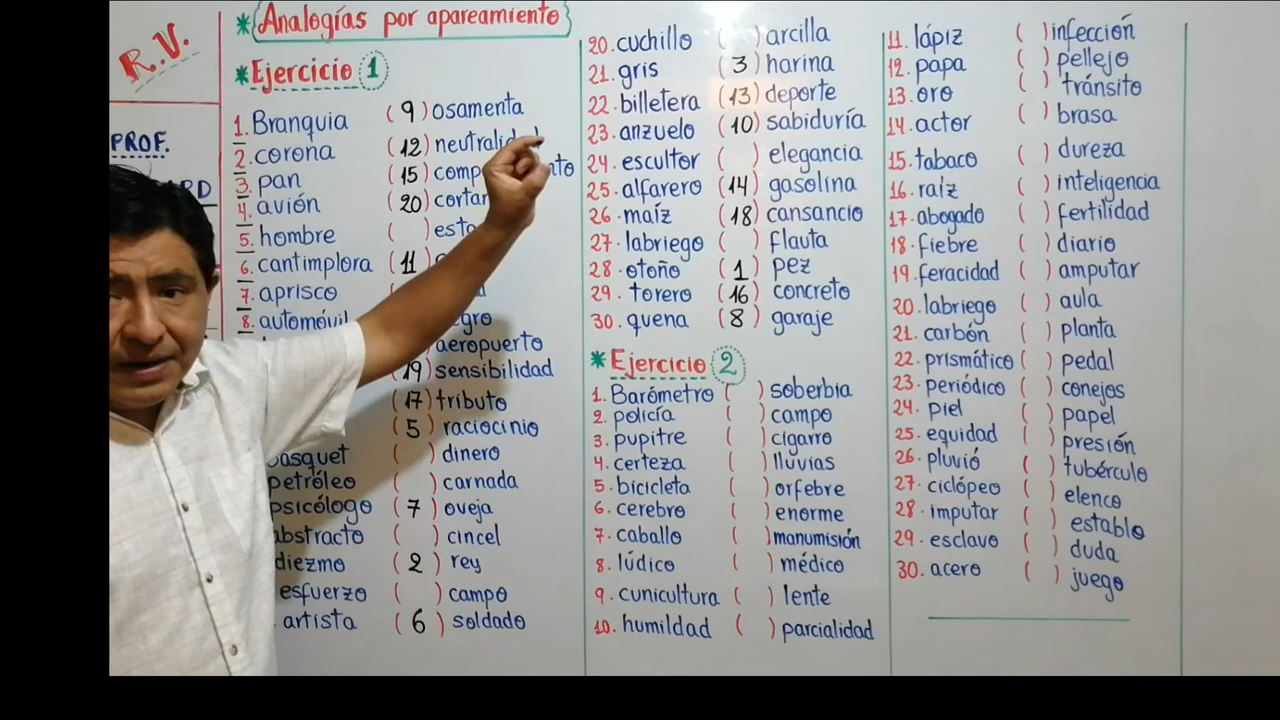 R.V.
PROF.
* Analogías por apareamiento
* Ejercicio 1
1. Branquia ( 9 ) osamenta
2. corona ( 12 )
3. pan ( 15 )
4. avión ( 20 ) cortar
5. hombre ( )
6. cantimplora ( 11 )
7. aprisco
8. automóvil
aeropuerto
( 19 ) sensibilidad
( 17 ) tributo
( 5 ) raciocinio
basquet ( ) dinero
petróleo ( ) carnada
psicólogo ( 7 ) oveja
abstracto ( ) cincel
diezmo ( 2 ) rey
esfuerzo ( ) campo
artista ( 6 ) soldado
20. cuchillo ( ) arcilla
21. gris ( 3 ) harina
22. billetera ( 13 ) deporte
23. anzuelo ( 10 ) sabiduría
24. escultor ( ) elegancia
25. alfarero ( 14 ) gasolina
26. maíz ( 18 ) cansancio
27. labriego ( ) flauta
28. otoño ( 1 ) pez
29. torero ( 16 ) concreto
30. quena ( 8 ) garaje
* Ejercicio 2
1. Barómetro ( ) soberbia
2. policía ( ) campo
3. pupitre ( ) cigarro
4. certeza ( ) lluvias
5. bicicleta ( ) orfebre
6. cerebro ( ) enorme
7. caballo ( ) manumisión
8. lúdico ( ) médico
9. cunicultura ( ) lente
10. humildad ( ) parcialidad
11. lápiz ( ) infección
12. papa ( ) pellejo
13. oro ( ) tránsito
14. actor ( ) brasa
15. tabaco ( ) dureza
16. raíz ( ) inteligencia
17. abogado ( ) fertilidad
18. fiebre ( ) diario
19. feracidad ( ) amputar
20. labriego ( ) aula
21. carbón ( ) planta
22. prismático ( ) pedal
23. periódico ( ) conejos
24. piel ( ) papel
25. equidad ( ) presión
26. pluvió ( ) tubérculo
27. ciclópeo ( ) elenco
28. imputar ( ) establo
29. esclavo ( ) duda
30. acero ( ) juego